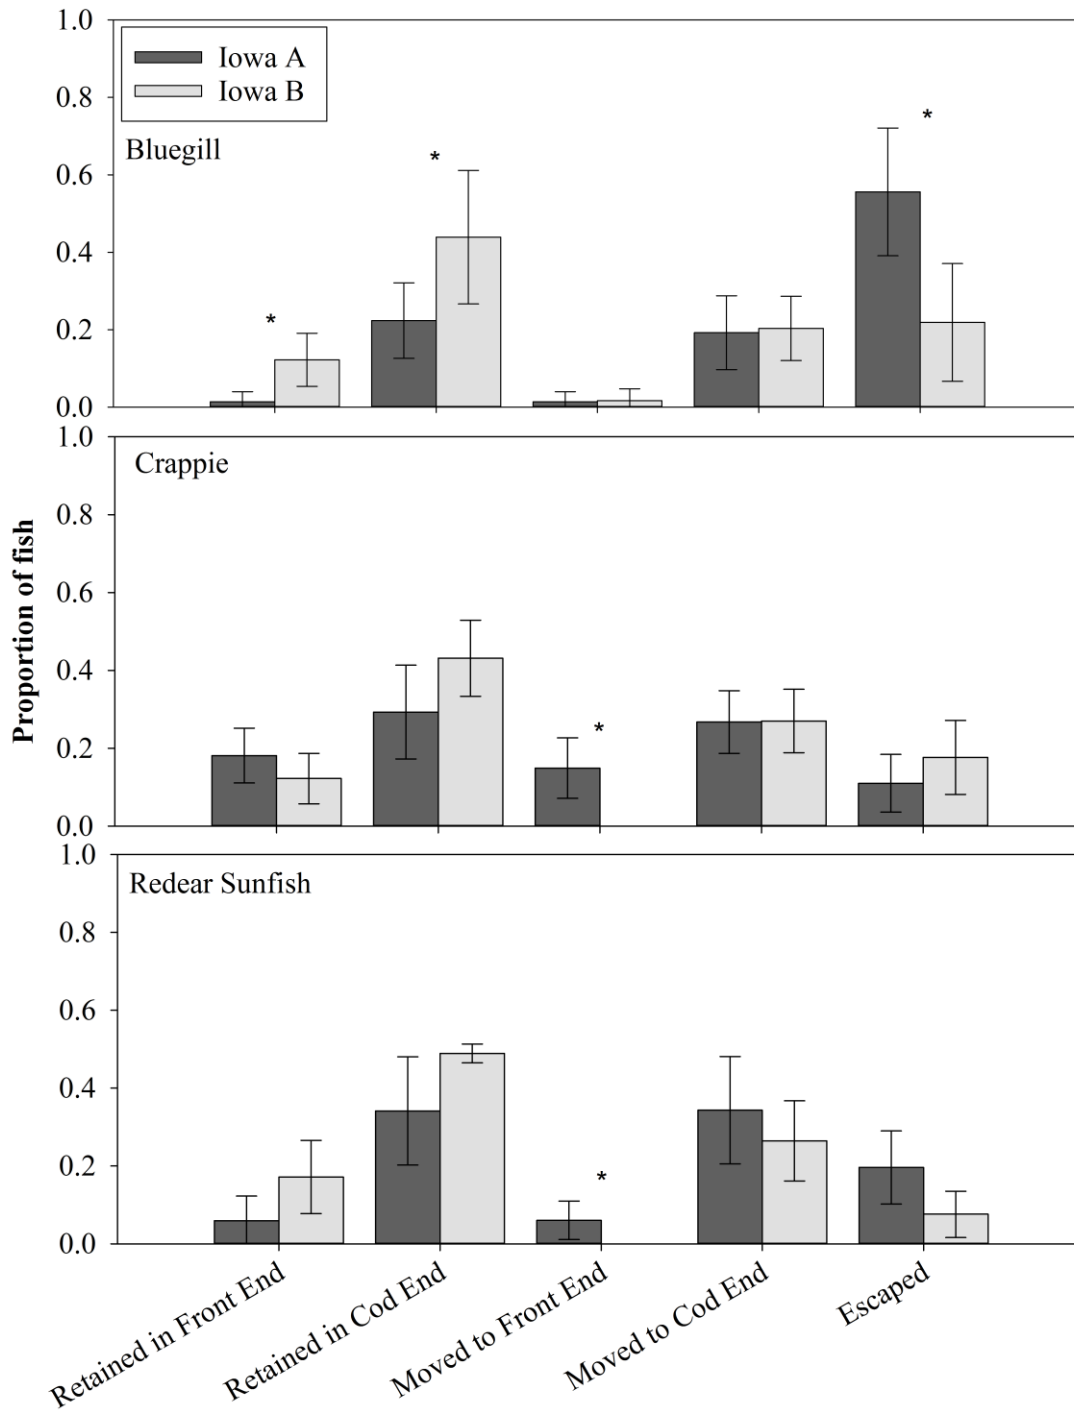 1.0
Iowa A
Iowa B
0.8
*
Bluegill
*
0.6
0.4
*
0.2
0.0
1.0
Crappie
0.8
0.6
0.4
*
0.2
0.0
Proportion of fish
1.0
Redear Sunfish
0.8
0.6
0.4
*
0.2
0.0
Retained in Front End
Retained in Cod End
Moved to Front End
Moved to Cod End
Escaped